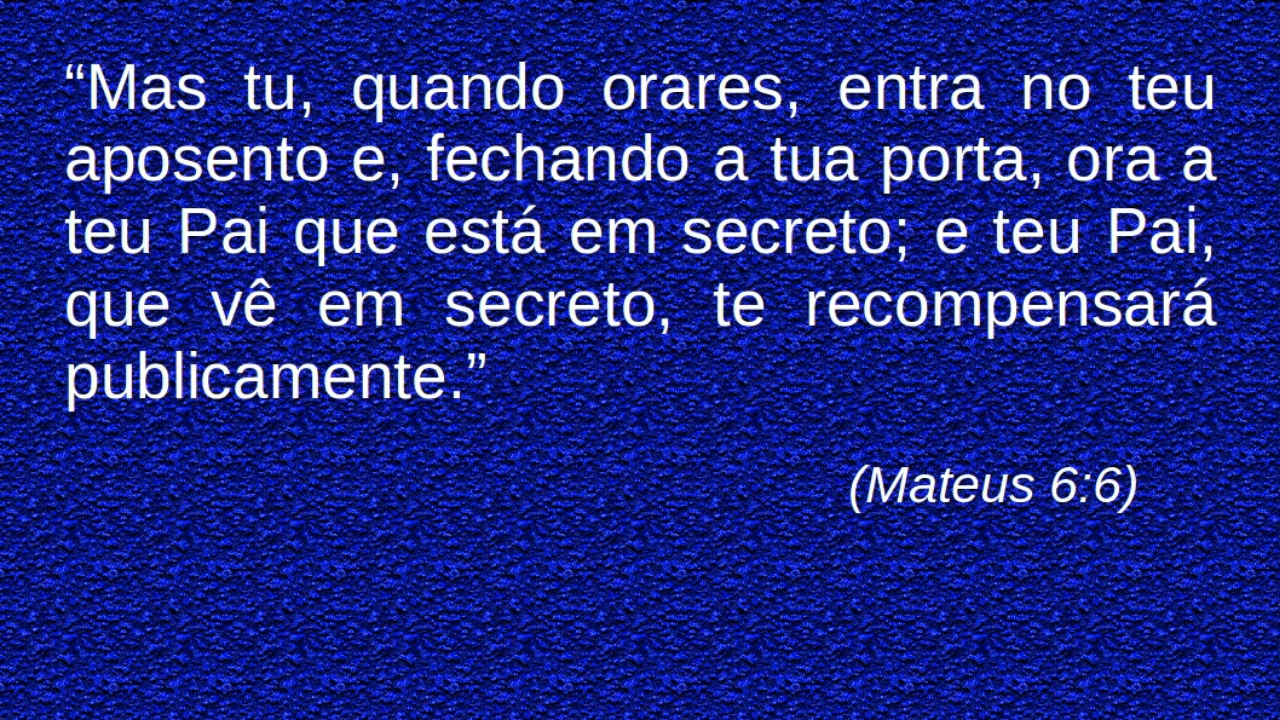 “Mas tu, quando orares, entra no teu
aposento e, fechando a tua porta, ora a
teu Pai que está em secreto; e teu Pai,
que vê em secreto, te recompensará
publicamente.”
(Mateus 6:6)